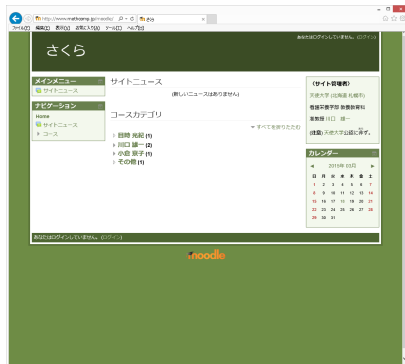 http://www.mathcomp.jp/moodle/
さくら
ファイル(F) 編集(E) 表示(V) お気に入り(A) ツール(T) ヘルプ(H)
さくら
あなたはログインしていません。(ログイン)
メインメニュー
サイトニュース
ナビゲーション
Home
サイトニュース
コース
サイトニュース
(新しいニュースはありません)
コースカテゴリ
すべてを折りたたむ
川口 雄一 (2)
小倉 京子 (1)
その他 (1)
《サイト管理者》
天使大学 (北海道 札幌市)
看護栄養学部 教養教育科
准教授 川口 雄一
(注意) 天使大学公認に非ず。
カレンダー
2015年 03月
日 月 火 水 木 金 土
1 2 3 4 5 6 7
8 9 10 11 12 13 14
15 16 17 18 19 20 21
22 23 24 25 26 27 28
29 30 31
あなたはログインしていません。(ログイン)
moodle